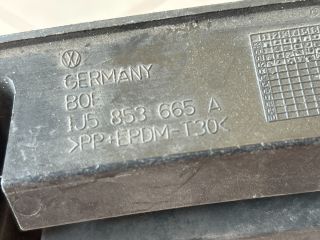 GERMANY
BOE
1J5 853 665 A
>PP+EPDM-T30<